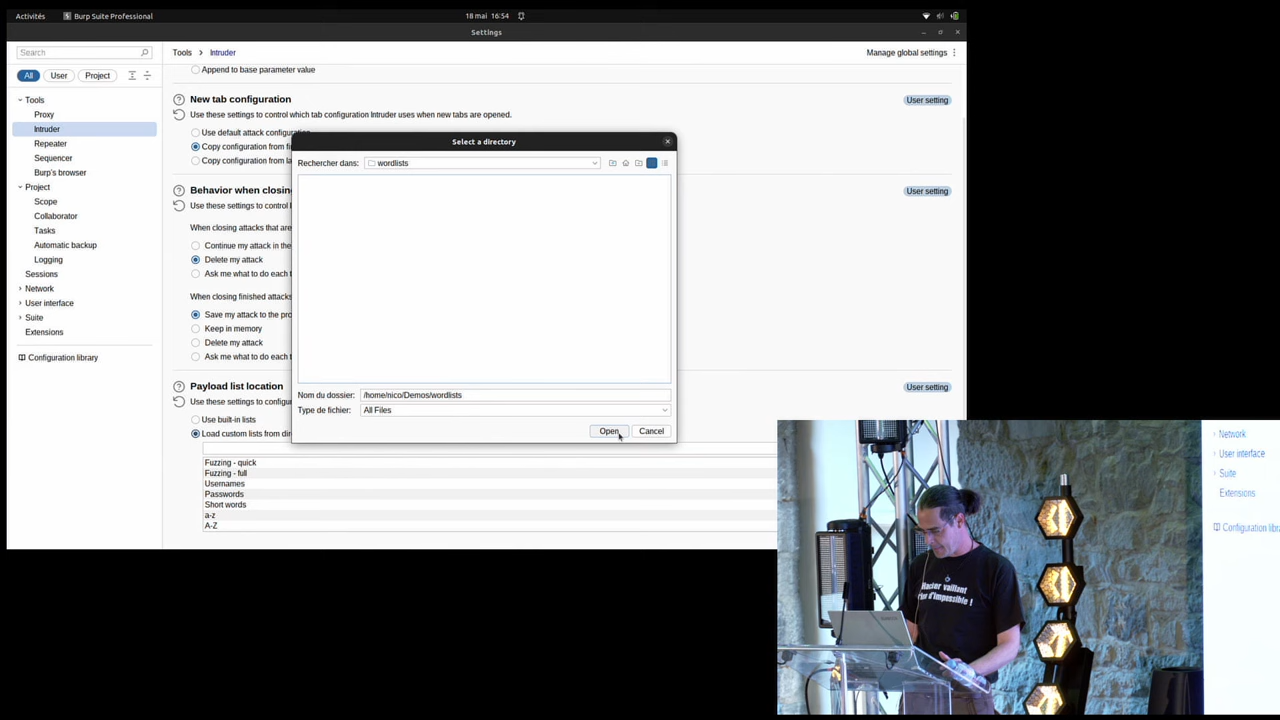 Activités
Burp Suite Professional
18 mai 16:54
Settings
Search
All
User
Project
Tools
Proxy
Intruder
Repeater
Sequencer
Burp's browser
Project
Scope
Collaborator
Tasks
Automatic backup
Logging
Sessions
Network
User interface
Suite
Extensions
Configuration library
Tools > Intruder
Manage global settings
Append to base parameter value
New tab configuration
User setting
Use these settings to control which tab configuration Intruder uses when new tabs are opened.
Use default attack configuration
Copy configuration from fi
Copy configuration from la
Behavior when closing
User setting
Use these settings to control
When closing attacks that are
Continue my attack in the
Delete my attack
Ask me what to do each t
When closing finished attacks
Save my attack to the pro
Keep in memory
Delete my attack
Ask me what to do each t
Payload list location
User setting
Use these settings to configu
Use built-in lists
Load custom lists from dir
Fuzzing - quick
Fuzzing - full
Usernames
Passwords
Short words
a-z
A-Z
Select a directory
Rechercher dans: wordlists
Nom du dossier: /home/nico/Demos/wordlists
Type de fichier: All Files
Open
Cancel
Hacker vaillant
d'impossible !
Network
User interface
Suite
Extensions
Configuration libra